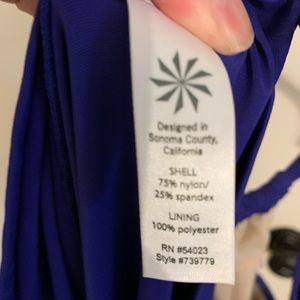 Designed in
Sonoma County,
California
SHELL
75% nylon/
25% spandex
LINING
100% polyester
RN #54023
Style #739779